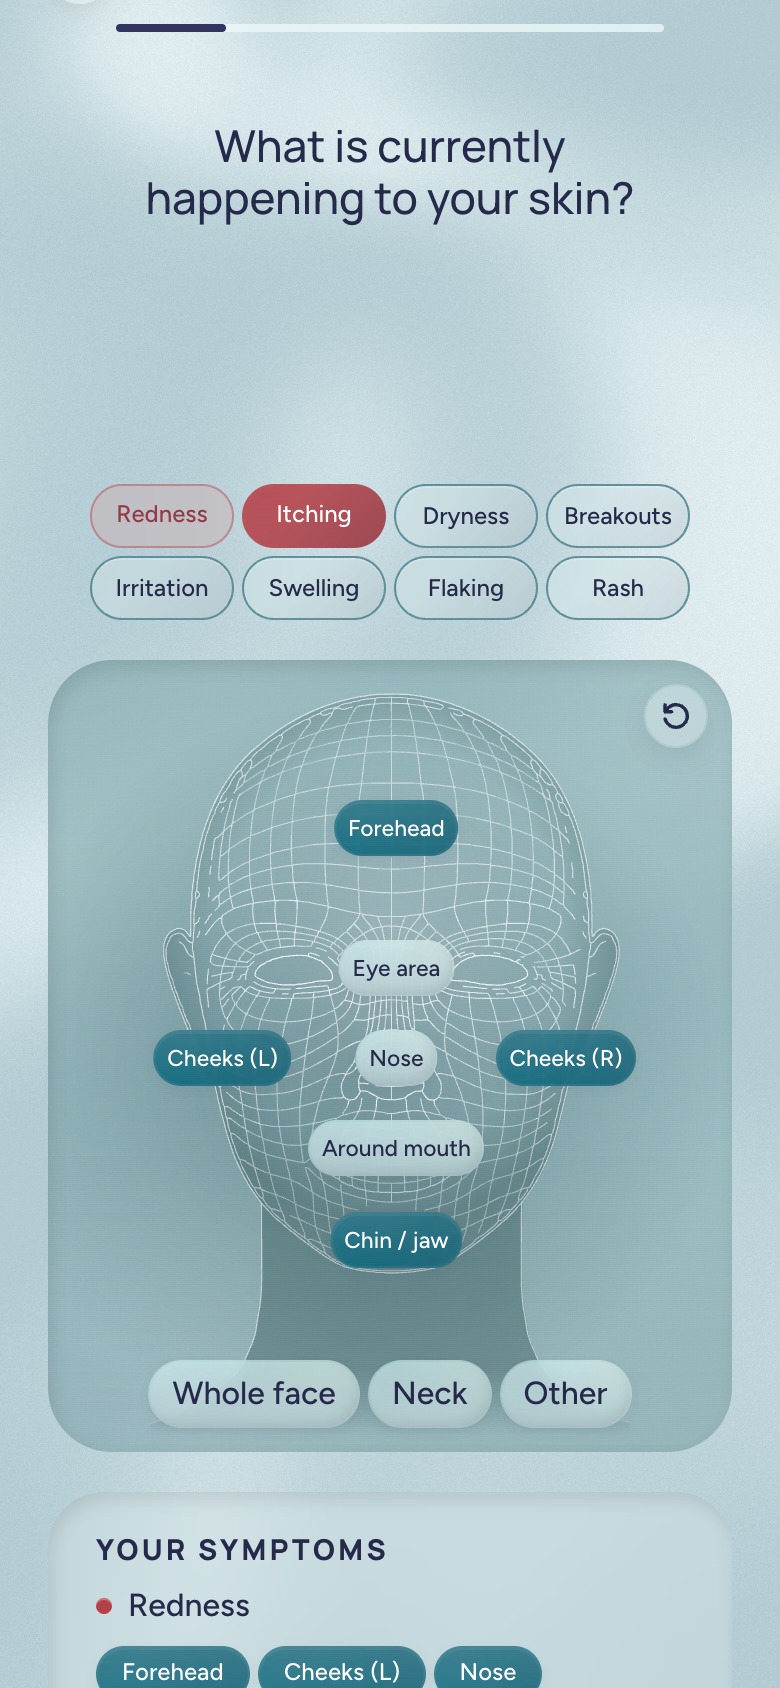 What is currently
happening to your skin?
Redness Itching Dryness Breakouts
Irritation Swelling Flaking Rash
Forehead
Eye area
Cheeks (L) Nose Cheeks (R)
Around mouth
Chin / jaw
Whole face Neck Other
YOUR SYMPTOMS
Redness
Forehead Cheeks (L) Nose